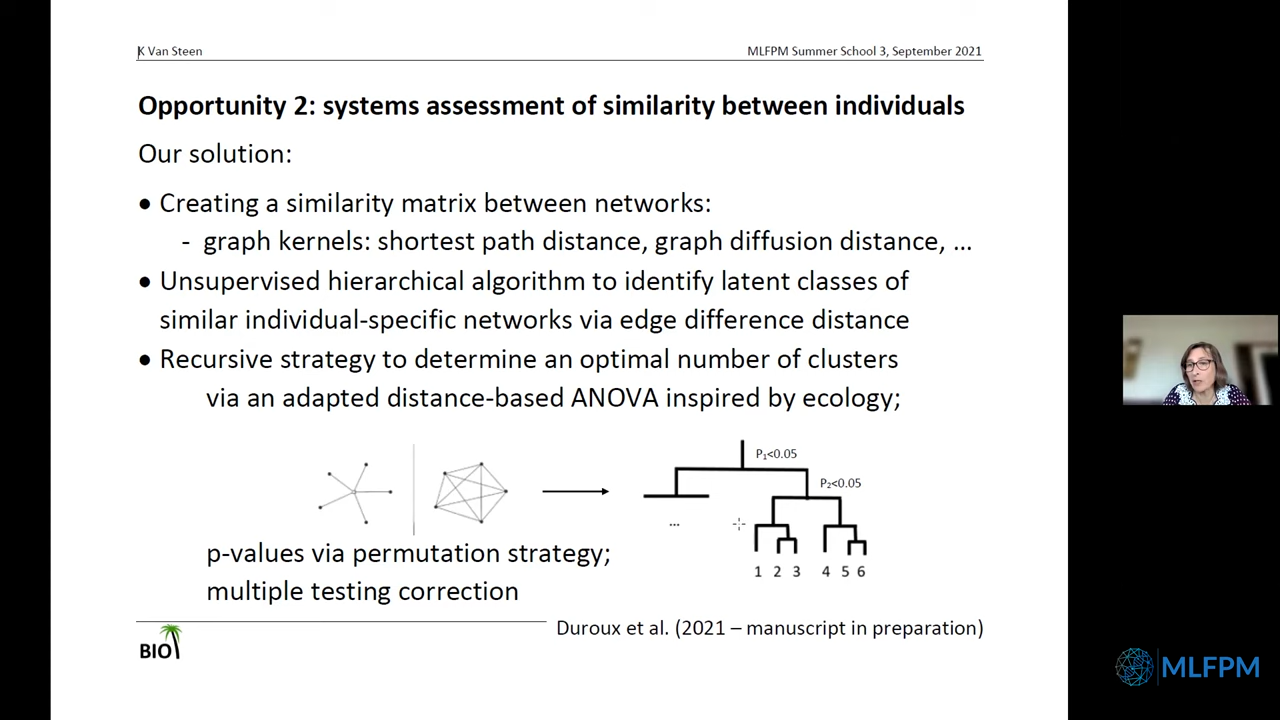 K Van Steen
MLFPM Summer School 3, September 2021
Opportunity 2: systems assessment of similarity between individuals
Our solution:
• Creating a similarity matrix between networks:
- graph kernels: shortest path distance, graph diffusion distance, …
• Unsupervised hierarchical algorithm to identify latent classes of
similar individual-specific networks via edge difference distance
• Recursive strategy to determine an optimal number of clusters
via an adapted distance-based ANOVA inspired by ecology;
P₁<0.05
P₂<0.05
...
1 2 3 4 5 6
p-values via permutation strategy;
multiple testing correction
Duroux et al. (2021 – manuscript in preparation)
BIO
MLFPM